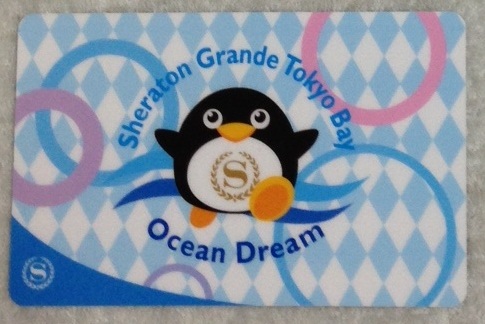 Sheraton Grande Tokyo Bay
S
Ocean Dream
S